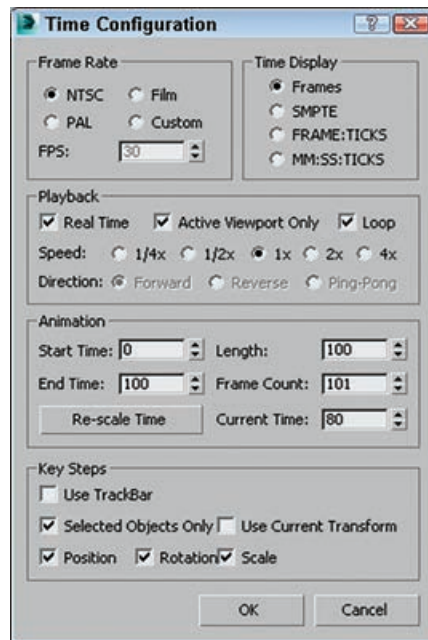 Time Configuration
Frame Rate
NTSC Film
PAL Custom
FPS: 30
Time Display
Frames
SMPTE
FRAME:TICKS
MM:SS:TICKS
Playback
Real Time Active Viewport Only Loop
Speed: 1/4x 1/2x 1x 2x 4x
Direction: Forward Reverse Ping-Pong
Animation
Start Time: 0 Length: 100
End Time: 100 Frame Count: 101
Re-scale Time Current Time: 80
Key Steps
Use TrackBar
Selected Objects Only Use Current Transform
Position Rotation Scale
OK Cancel